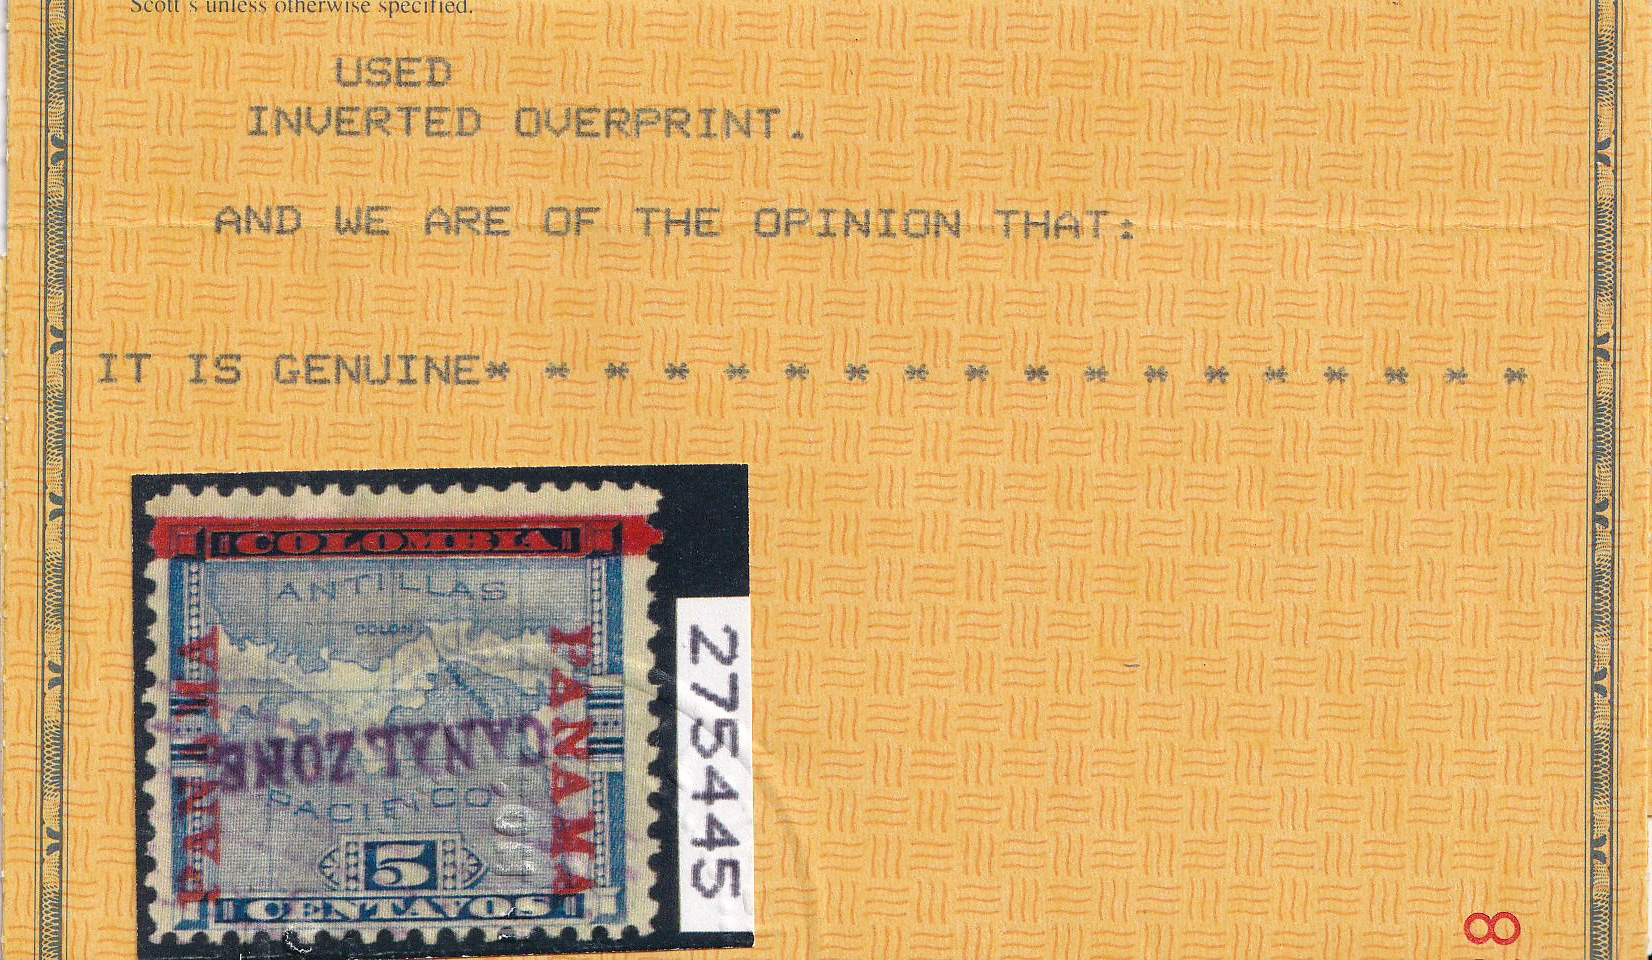 Scott's unless otherwise specified.
USED
INVERTED OVERPRINT.
AND WE ARE OF THE OPINION THAT:
IT IS GENUINE* * * * * * * * * * * * * * * * * *
COLOMBIA
ANTILLAS
COLON
PANAMA
PANAMA
CANAL ZONE
PACIFICO
5
CENTAVOS
275445
8